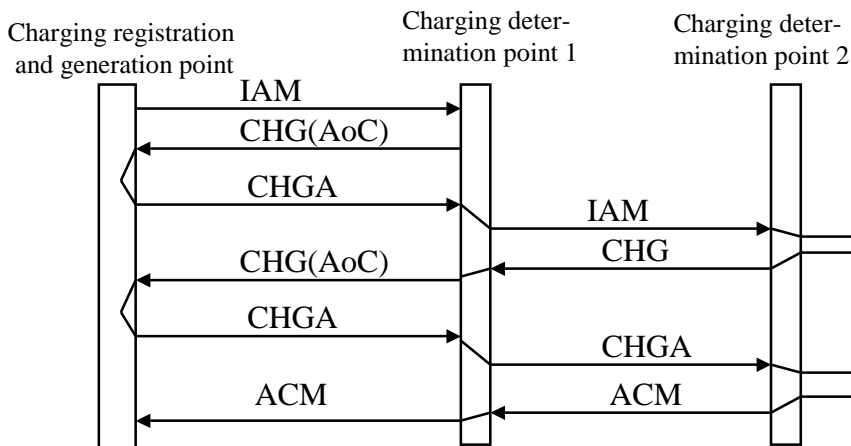 Charging registration
and generation point
Charging deter-
mination point 1
Charging deter-
mination point 2
IAM
CHG(AoC)
CHGA
IAM
CHG(AoC)
CHG
CHGA
CHGA
ACM
ACM